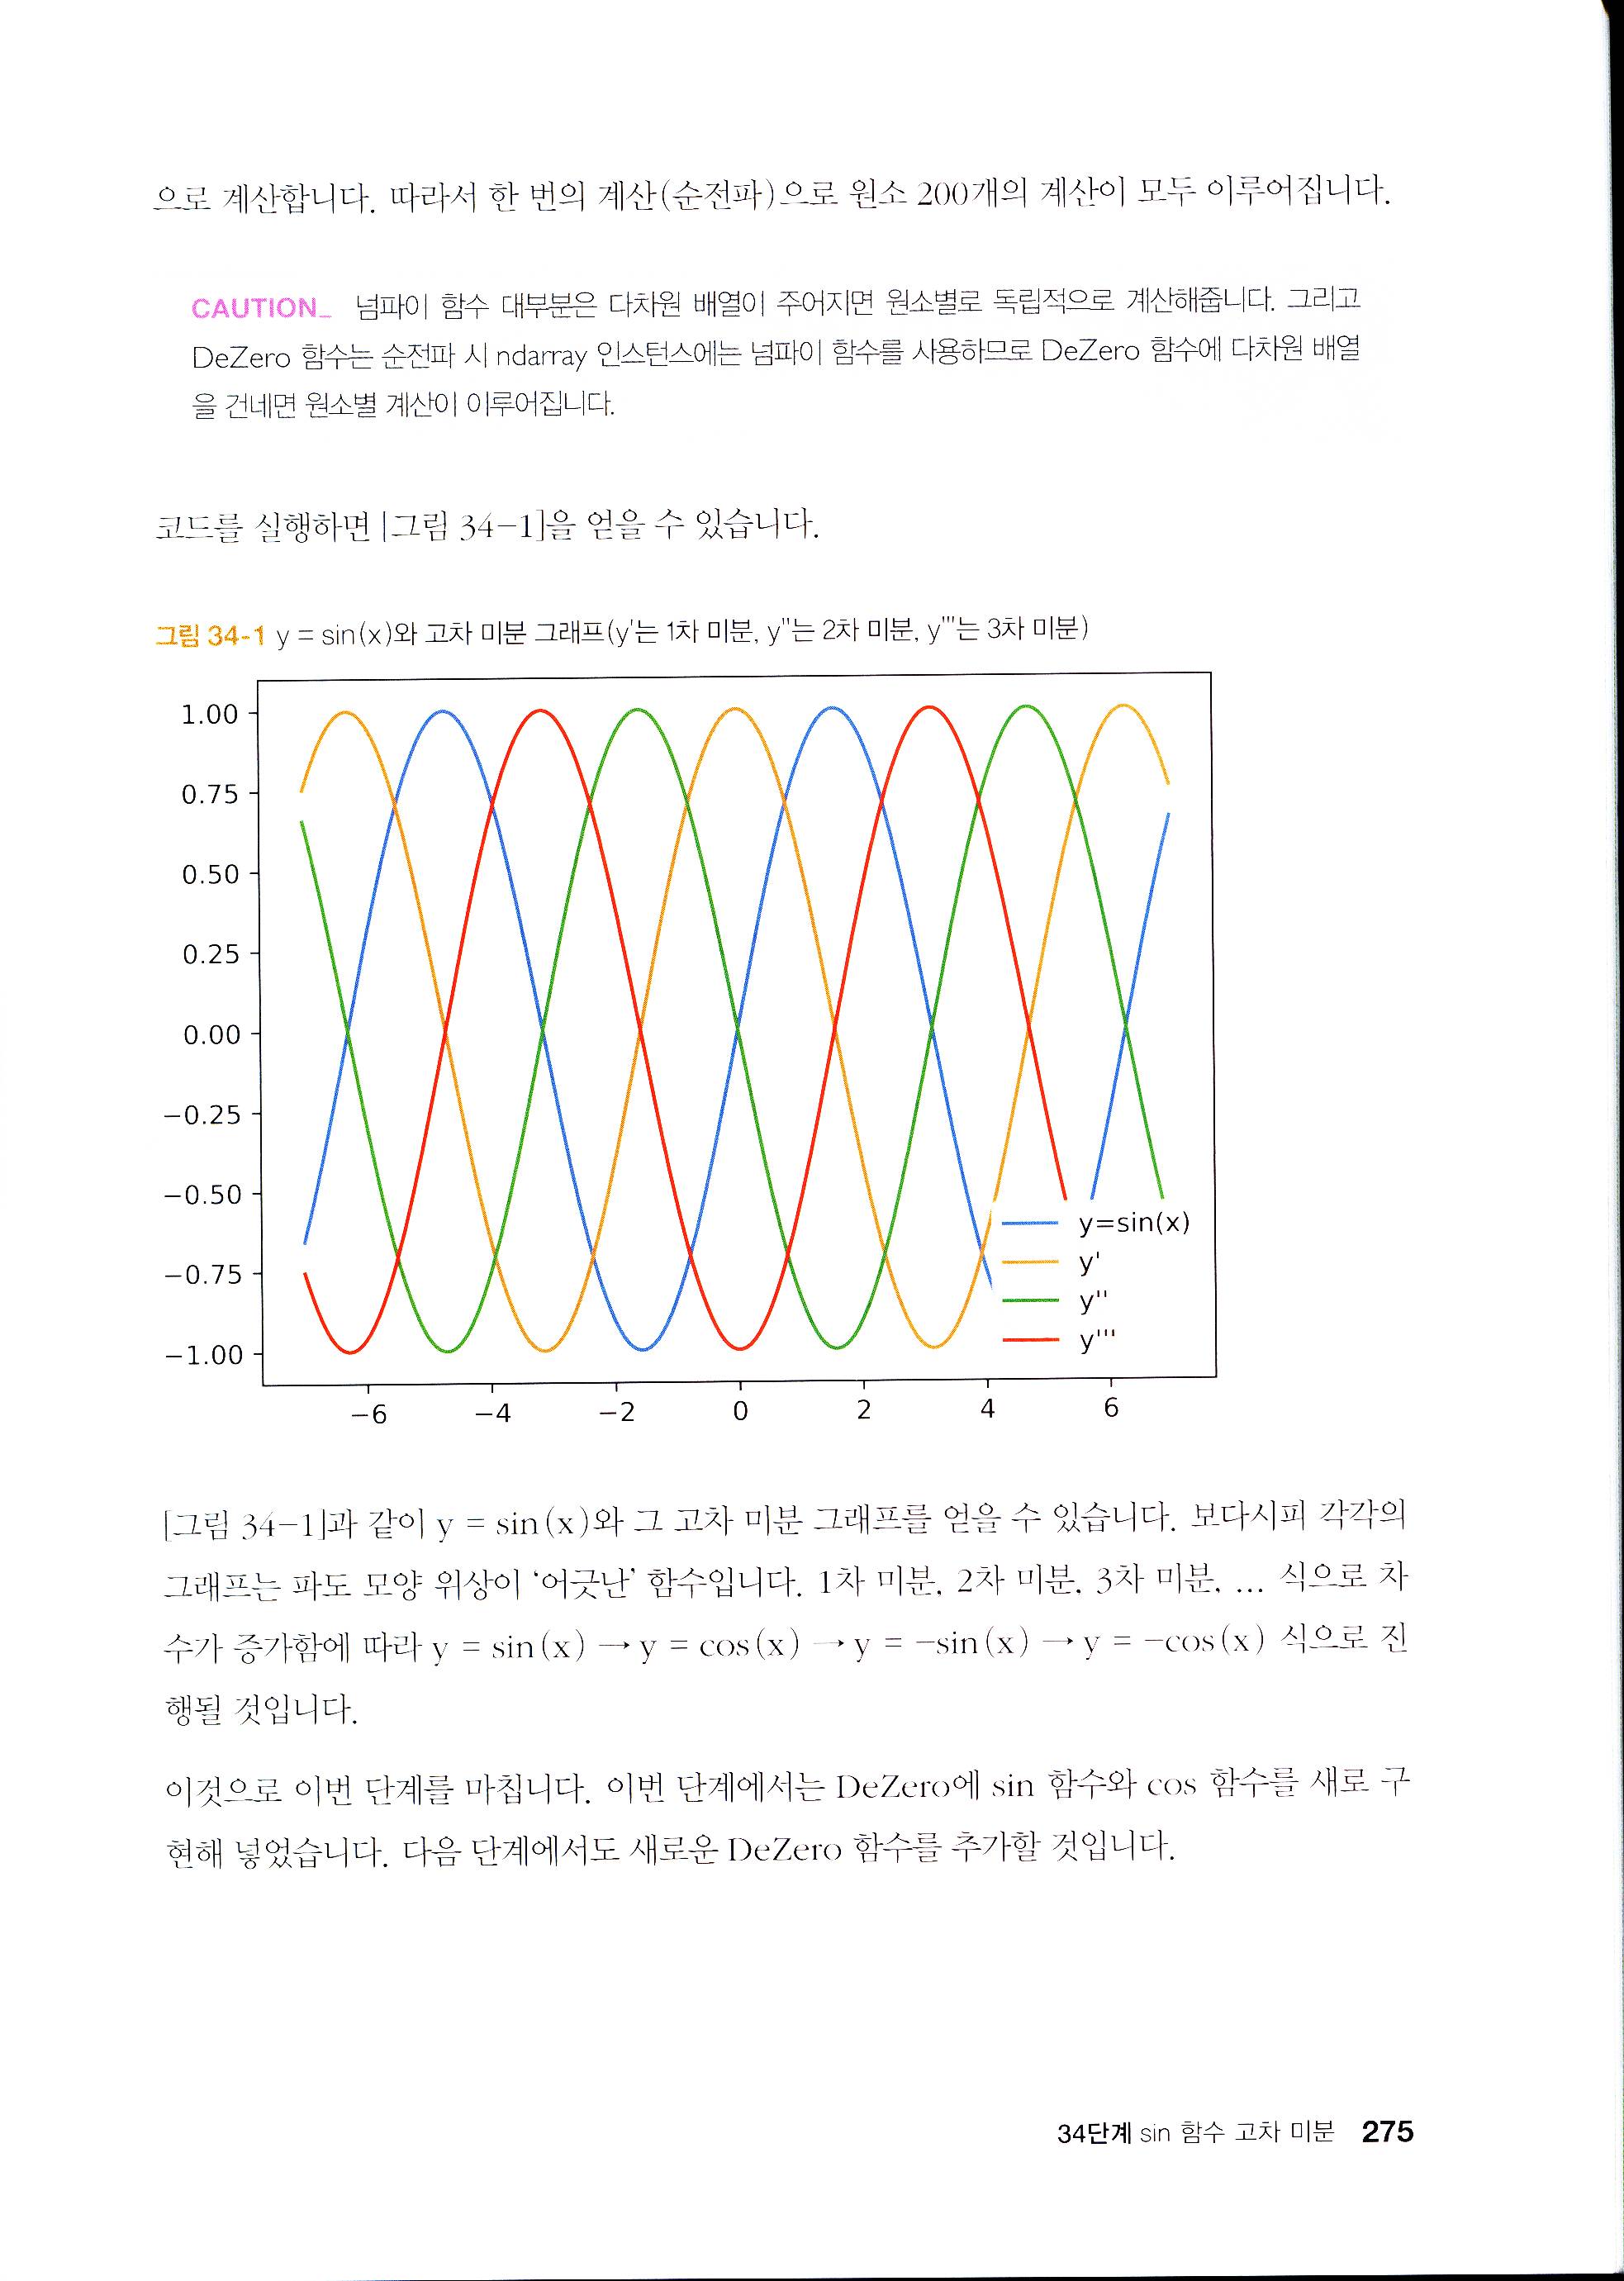 으로 계산합니다. 따라서 한 번의 계산(순전파)으로 원소 200개의 계산이 모두 이루어집니다.
CAUTION_ 넘파이 함수 대부분은 다차원 배열이 주어지면 원소별로 독립적으로 계산해줍니다. 그리고
DeZero 함수는 순전파 시 ndarray 인스턴스에는 넘파이 함수를 사용하므로 DeZero 함수에 다차원 배열
을 건네면 원소별 계산이 이루어집니다.
코드를 실행하면 [그림 34-1]을 얻을 수 있습니다.
그림 34-1 y = sin(x)와 고차 미분 그래프(y'는 1차 미분, y''는 2차 미분, y'''는 3차 미분)
1.00
0.75
0.50
0.25
0.00
−0.25
−0.50
−0.75
−1.00
y=sin(x)
y'
y''
y'''
−6 −4 −2 0 2 4 6
[그림 34-1]과 같이 y = sin(x)와 그 고차 미분 그래프를 얻을 수 있습니다. 보다시피 각각의
그래프는 파도 모양 위상이 ‘어긋난’ 함수입니다. 1차 미분, 2차 미분, 3차 미분, … 식으로 차
수가 증가함에 따라 y = sin(x) → y = cos(x) → y = −sin(x) → y = −cos(x) 식으로 진
행될 것입니다.
이것으로 이번 단계를 마칩니다. 이번 단계에서는 DeZero에 sin 함수와 cos 함수를 새로 구
현해 넣었습니다. 다음 단계에서도 새로운 DeZero 함수를 추가할 것입니다.
34단계 sin 함수 고차 미분 275